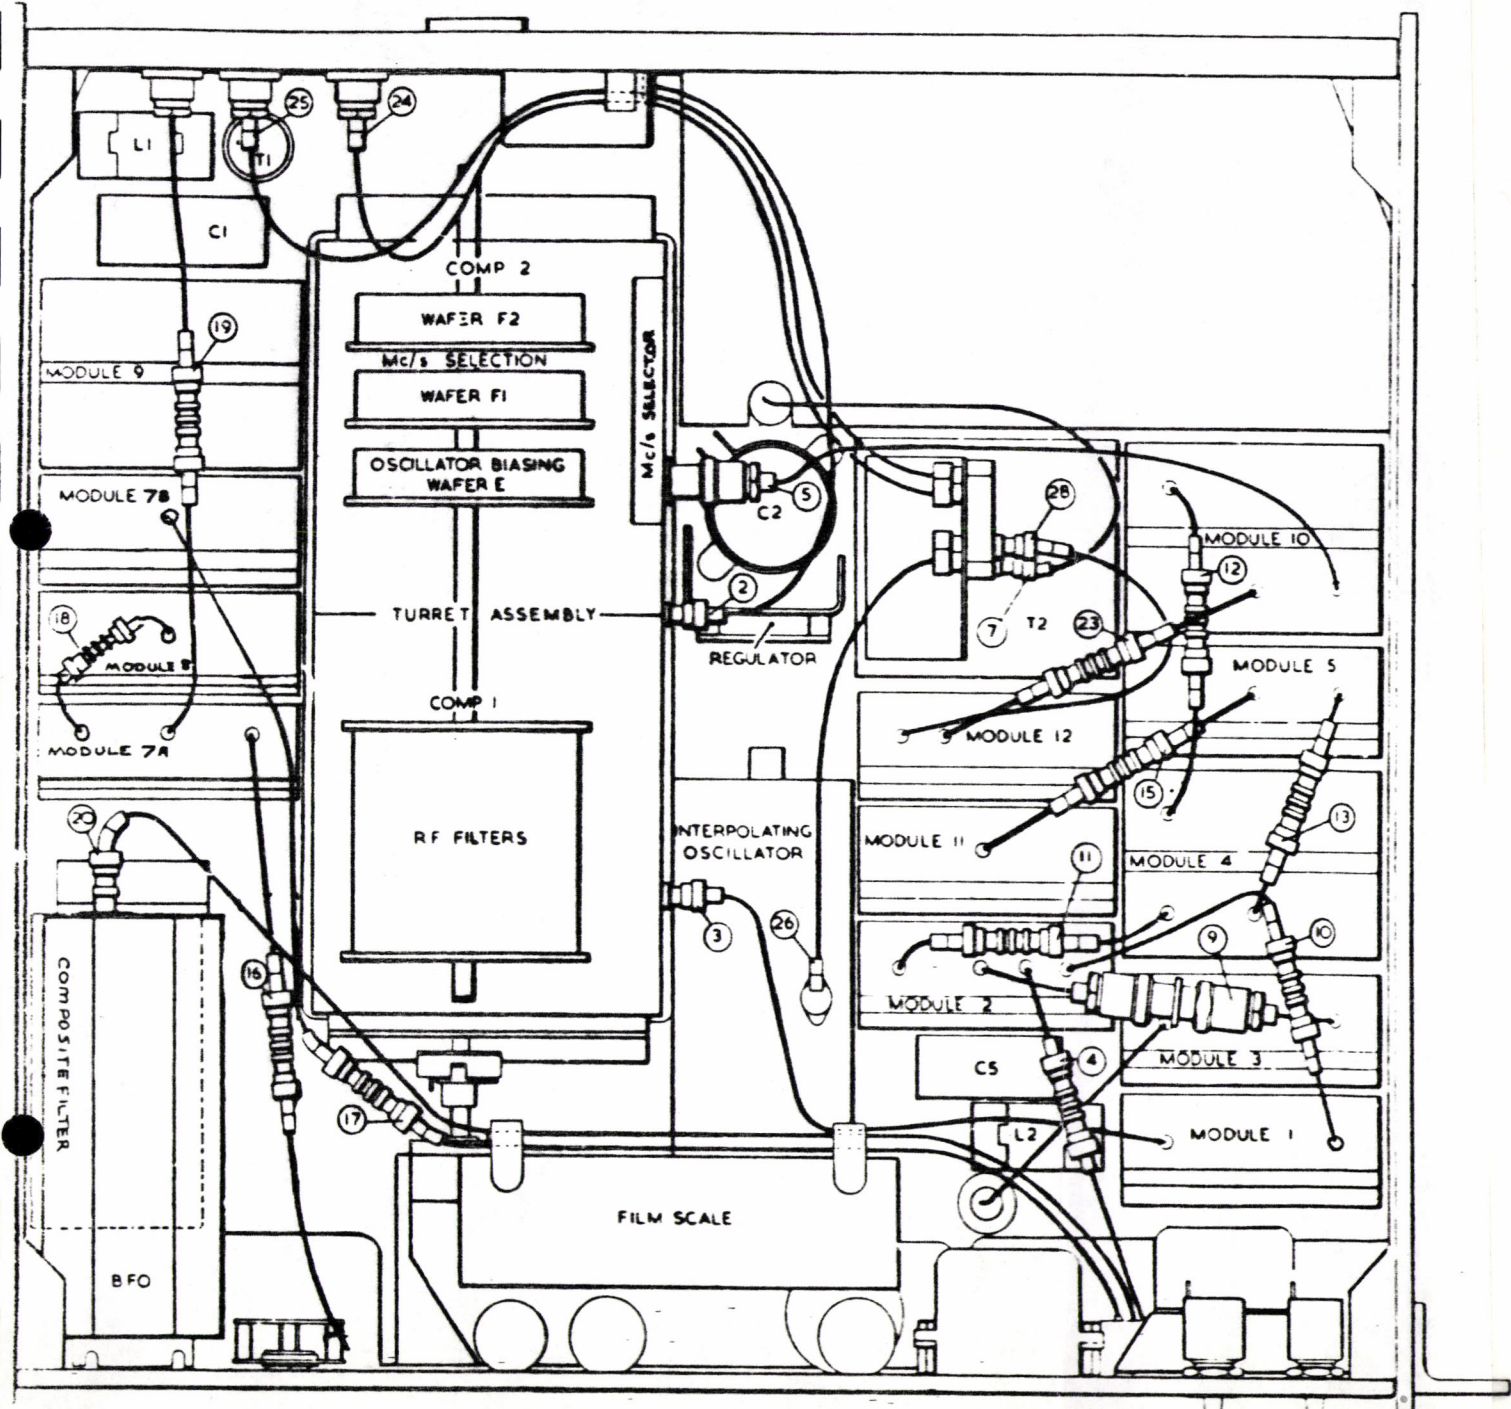 25
24
L1
T1
C1
COMP 2
WAFER F2
Mc/s SELECTION
WAFER F1
OSCILLATOR BIASING
WAFER E
Mc/s SELECTOR
19
MODULE 9
MODULE 7B
18
MODULE 8
MODULE 7A
5
C2
28
MODULE 10
12
2
TURRET ASSEMBLY
REGULATOR
7
T2
23
MODULE 5
COMP 1
MODULE 12
15
13
20
RF FILTERS
INTERPOLATING
OSCILLATOR
MODULE 11
11
MODULE 4
3
26
9
10
16
COMPOSITE FILTER
MODULE 2
MODULE 3
C5
4
17
L2
MODULE 1
FILM SCALE
BFO